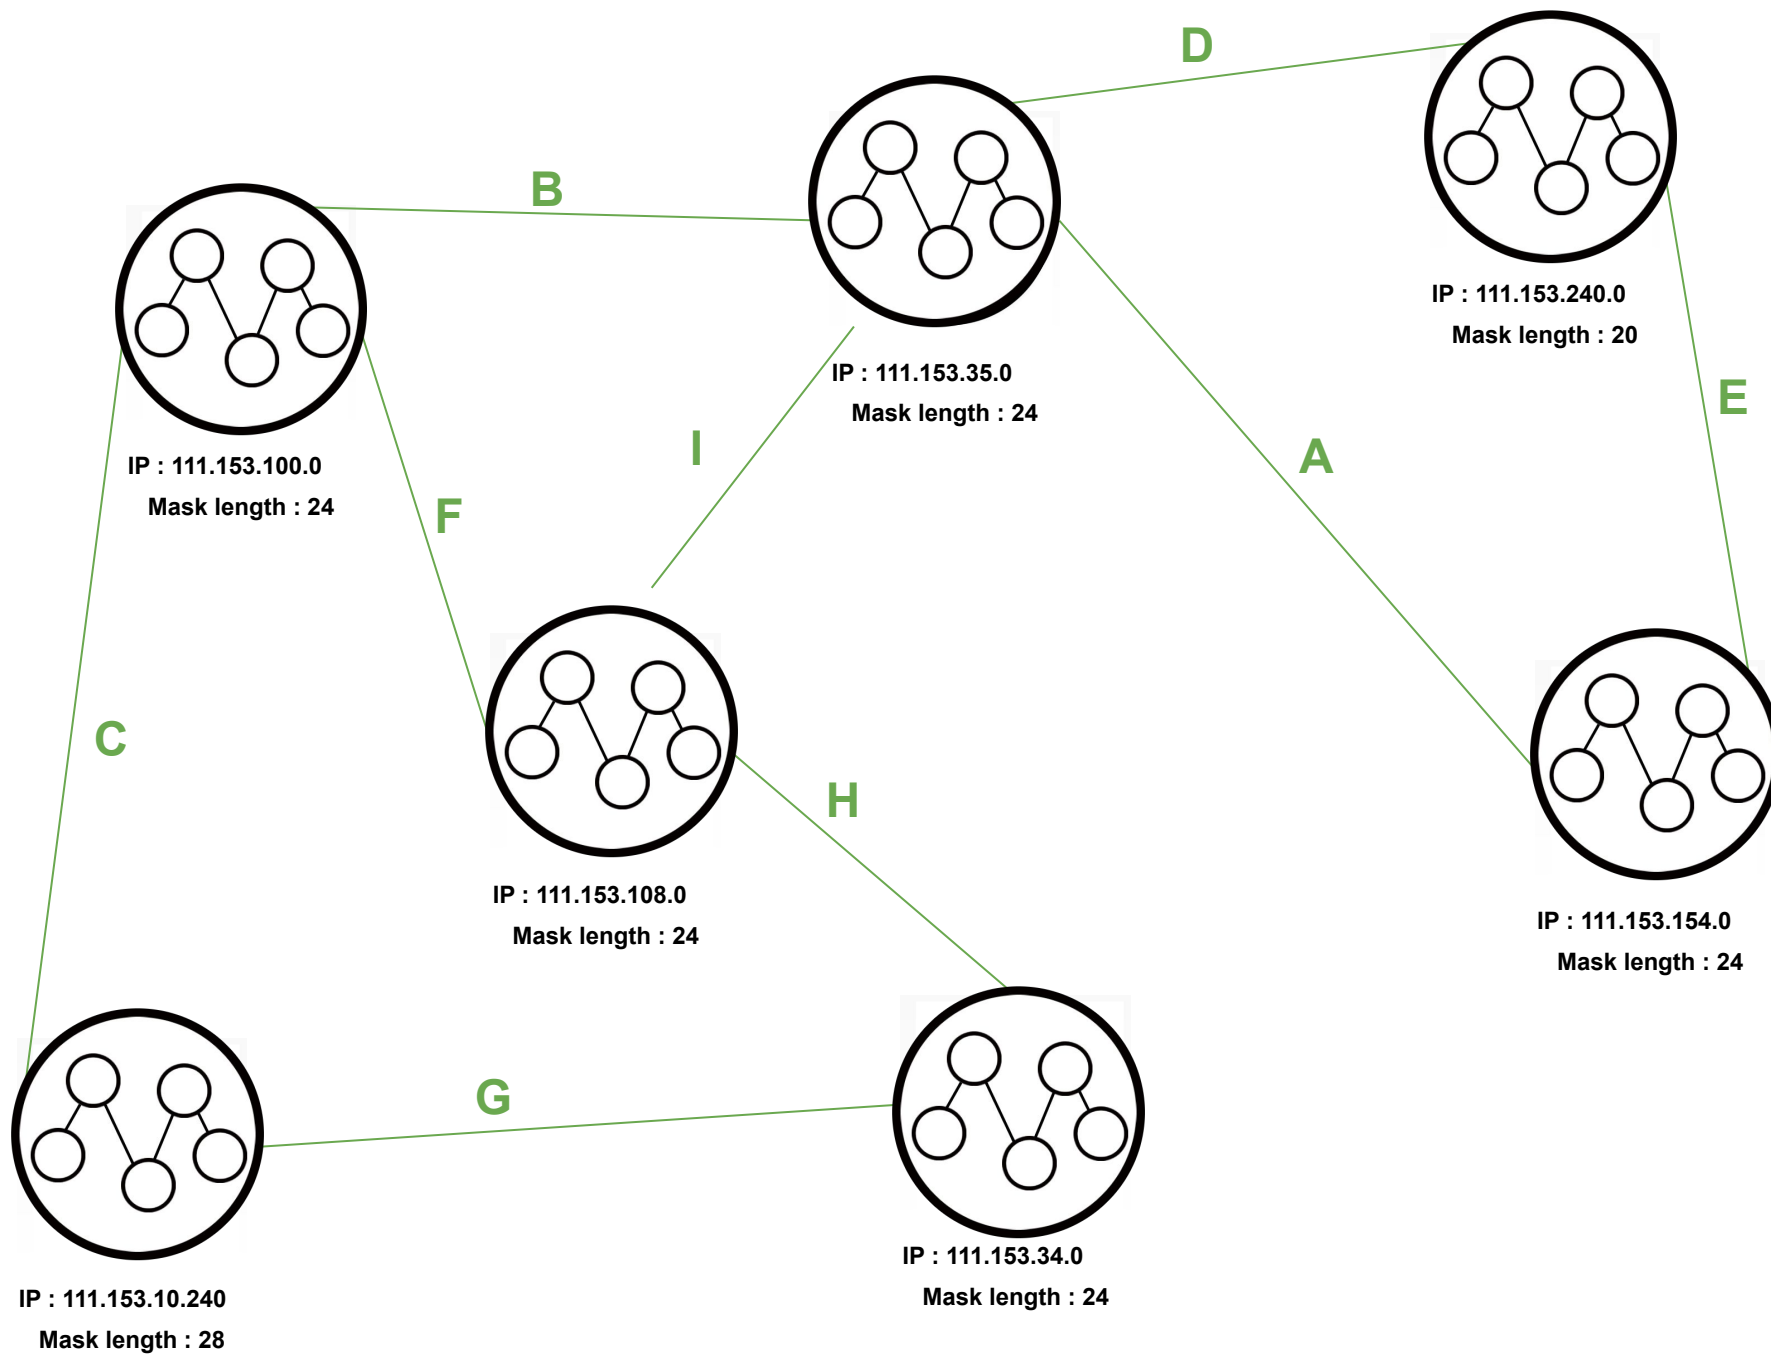 D
B
IP : 111.153.240.0
Mask length : 20
IP : 111.153.35.0
Mask length : 24
E
I
A
IP : 111.153.100.0
Mask length : 24
F
C
H
IP : 111.153.108.0
Mask length : 24
IP : 111.153.154.0
Mask length : 24
G
IP : 111.153.34.0
Mask length : 24
IP : 111.153.10.240
Mask length : 28